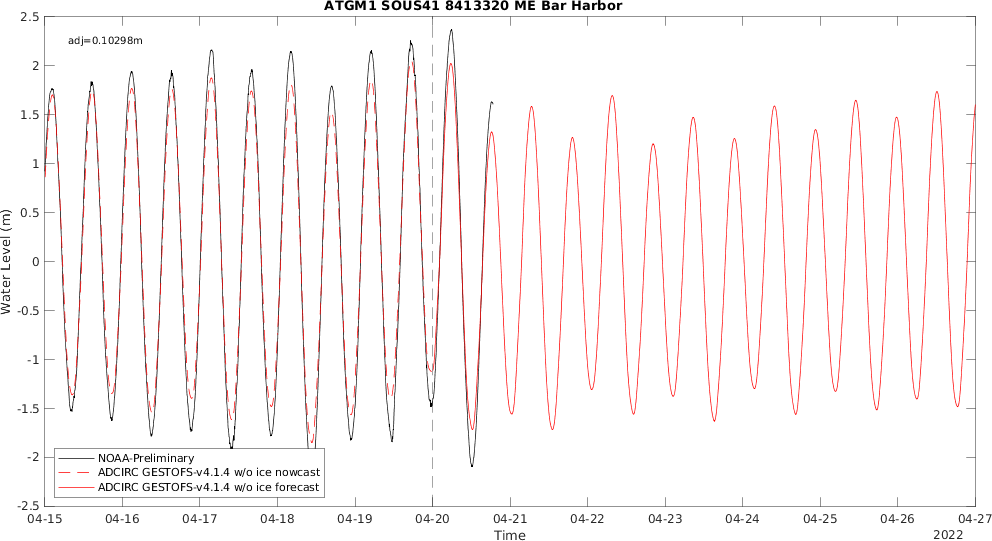 ATGM1 SOUS41 8413320 ME Bar Harbor
adj=0.10298m
Water Level (m)
2.5
2
1.5
1
0.5
0
-0.5
-1
-1.5
-2
-2.5
NOAA-Preliminary
ADCIRC GESTOFS-v4.1.4 w/o ice nowcast
ADCIRC GESTOFS-v4.1.4 w/o ice forecast
04-15 04-16 04-17 04-18 04-19 04-20 04-21 04-22 04-23 04-24 04-25 04-26 04-27
Time
2022